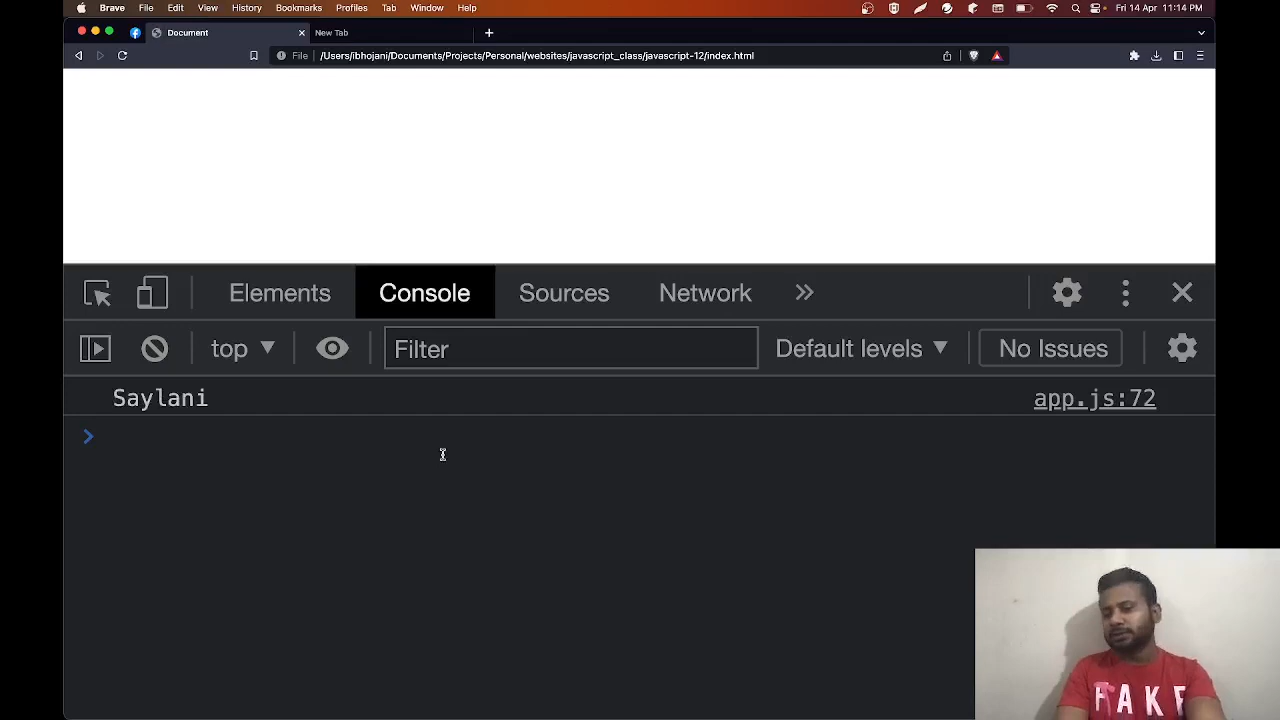 Brave File Edit View History Bookmarks Profiles Tab Window Help Fri 14 Apr 11:14 PM
Document New Tab
File /Users/ibhojani/Documents/Projects/Personal/websites/javascript_class/javascript-12/index.html
Elements Console Sources Network
top Filter Default levels No Issues
Saylani app.js:72